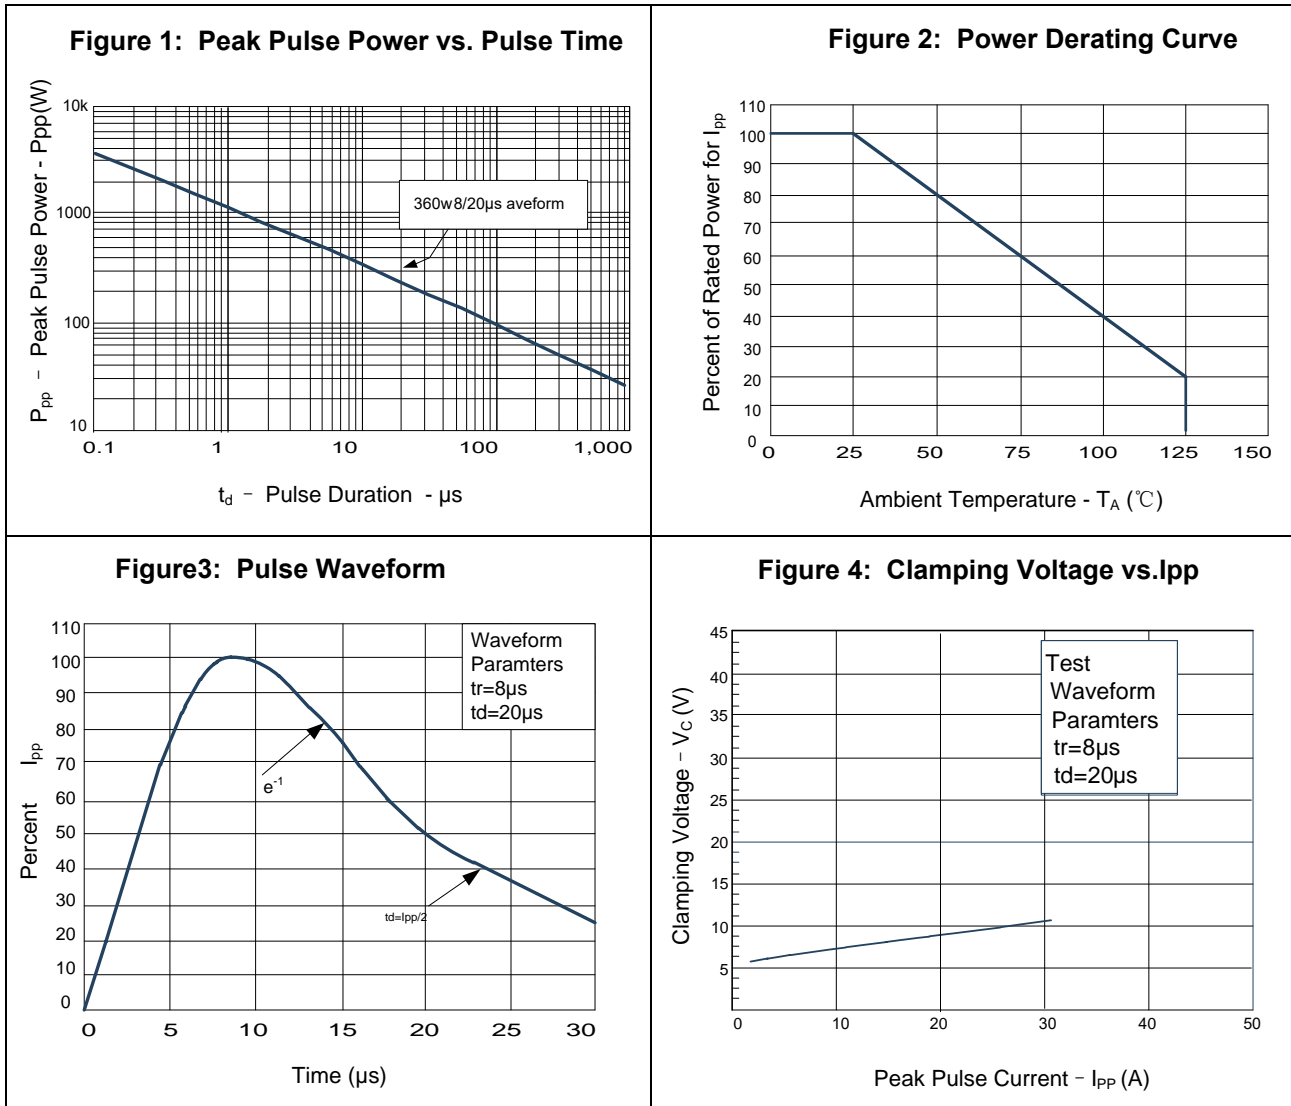 Figure 1: Peak Pulse Power vs. Pulse Time
Ppp – Peak Pulse Power - Ppp(W)
10k
1000
100
10
360w8/20µs aveform
0.1 1 10 100 1,000
td – Pulse Duration - µs
Figure 2: Power Derating Curve
Percent of Rated Power for Ipp
110
100
90
80
70
60
50
40
30
20
10
0
0 25 50 75 100 125 150
Ambient Temperature - TA (℃)
Figure3: Pulse Waveform
Percent Ipp
110
100
90
80
70
60
50
40
30
20
10
0
Waveform
Paramters
tr=8µs
td=20µs
e-1
td=Ipp/2
0 5 10 15 20 25 30
Time (µs)
Figure 4: Clamping Voltage vs.Ipp
Clamping Voltage – VC (V)
45
40
35
30
25
20
15
10
5
Test
Waveform
Paramters
tr=8µs
td=20µs
0 10 20 30 40 50
Peak Pulse Current – IPP (A)